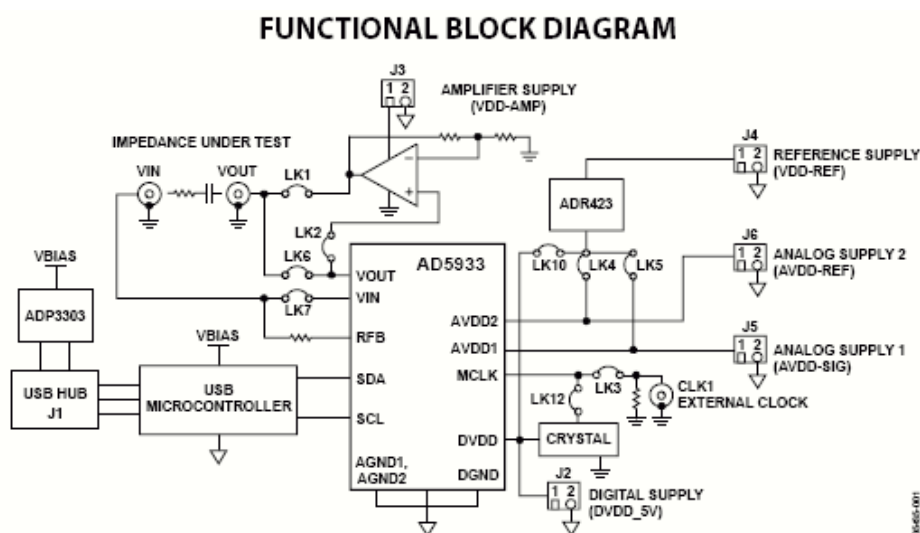 FUNCTIONAL BLOCK DIAGRAM
J3
1 2
AMPLIFIER SUPPLY
(VDD-AMP)
IMPEDANCE UNDER TEST
VIN
VOUT
LK1
J4
1 2
REFERENCE SUPPLY
(VDD-REF)
ADR423
LK2
J6
1 2
ANALOG SUPPLY 2
(AVDD-REF)
VBIAS
ADP3303
LK6
VOUT
AD5933
LK10
LK4
LK5
LK7
VIN
RFB
AVDD2
AVDD1
J5
1 2
ANALOG SUPPLY 1
(AVDD-SIG)
VBIAS
USB HUB
J1
USB
MICROCONTROLLER
SDA
SCL
MCLK
LK3
CLK1
EXTERNAL CLOCK
LK12
DVDD
CRYSTAL
AGND1,
AGND2
DGND
J2
1 2
DIGITAL SUPPLY
(DVDD_5V)